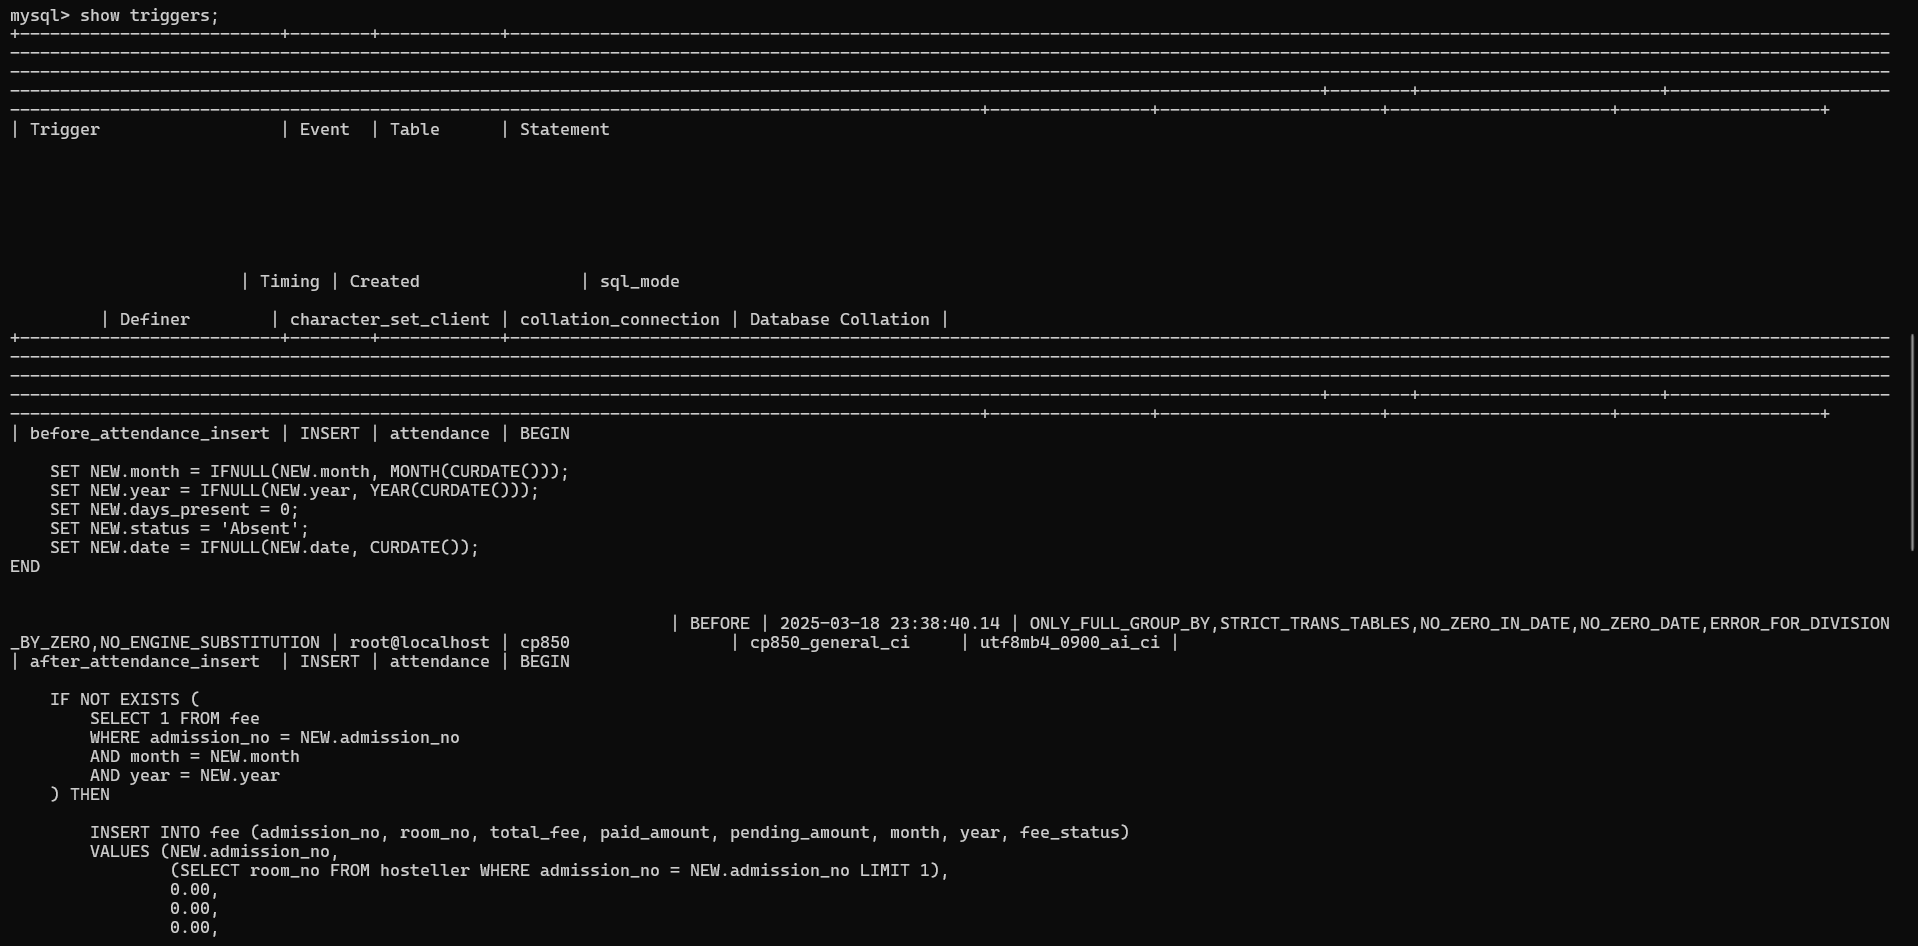 mysql> show triggers;
| Trigger | Event | Table | Statement
| Timing | Created | sql_mode
| Definer | character_set_client | collation_connection | Database Collation |
| before_attendance_insert | INSERT | attendance | BEGIN
SET NEW.month = IFNULL(NEW.month, MONTH(CURDATE()));
SET NEW.year = IFNULL(NEW.year, YEAR(CURDATE()));
SET NEW.days_present = 0;
SET NEW.status = 'Absent';
SET NEW.date = IFNULL(NEW.date, CURDATE());
END
| BEFORE | 2025-03-18 23:38:40.14 | ONLY_FULL_GROUP_BY,STRICT_TRANS_TABLES,NO_ZERO_IN_DATE,NO_ZERO_DATE,ERROR_FOR_DIVISION
_BY_ZERO,NO_ENGINE_SUBSTITUTION | root@localhost | cp850 | cp850_general_ci | utf8mb4_0900_ai_ci |
| after_attendance_insert | INSERT | attendance | BEGIN
IF NOT EXISTS (
SELECT 1 FROM fee
WHERE admission_no = NEW.admission_no
AND month = NEW.month
AND year = NEW.year
) THEN
INSERT INTO fee (admission_no, room_no, total_fee, paid_amount, pending_amount, month, year, fee_status)
VALUES (NEW.admission_no,
(SELECT room_no FROM hosteller WHERE admission_no = NEW.admission_no LIMIT 1),
0.00,
0.00,
0.00,